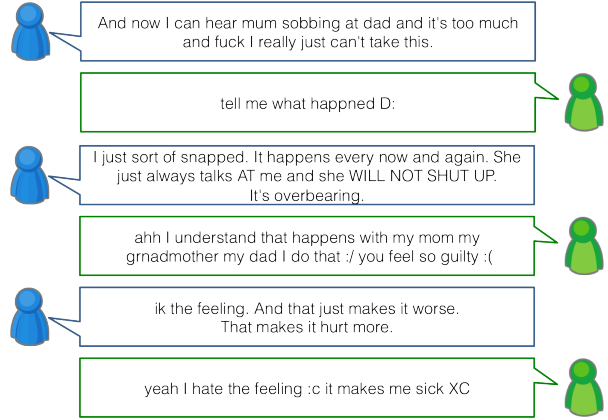 And now I can hear mum sobbing at dad and it's too much
and fuck I really just can't take this.
tell me what happned D:
I just sort of snapped. It happens every now and again. She
just always talks AT me and she WILL NOT SHUT UP.
It's overbearing.
ahh I understand that happens with my mom my
grnadmother my dad I do that :/ you feel so guilty :(
ik the feeling. And that just makes it worse.
That makes it hurt more.
yeah I hate the feeling :c it makes me sick XC